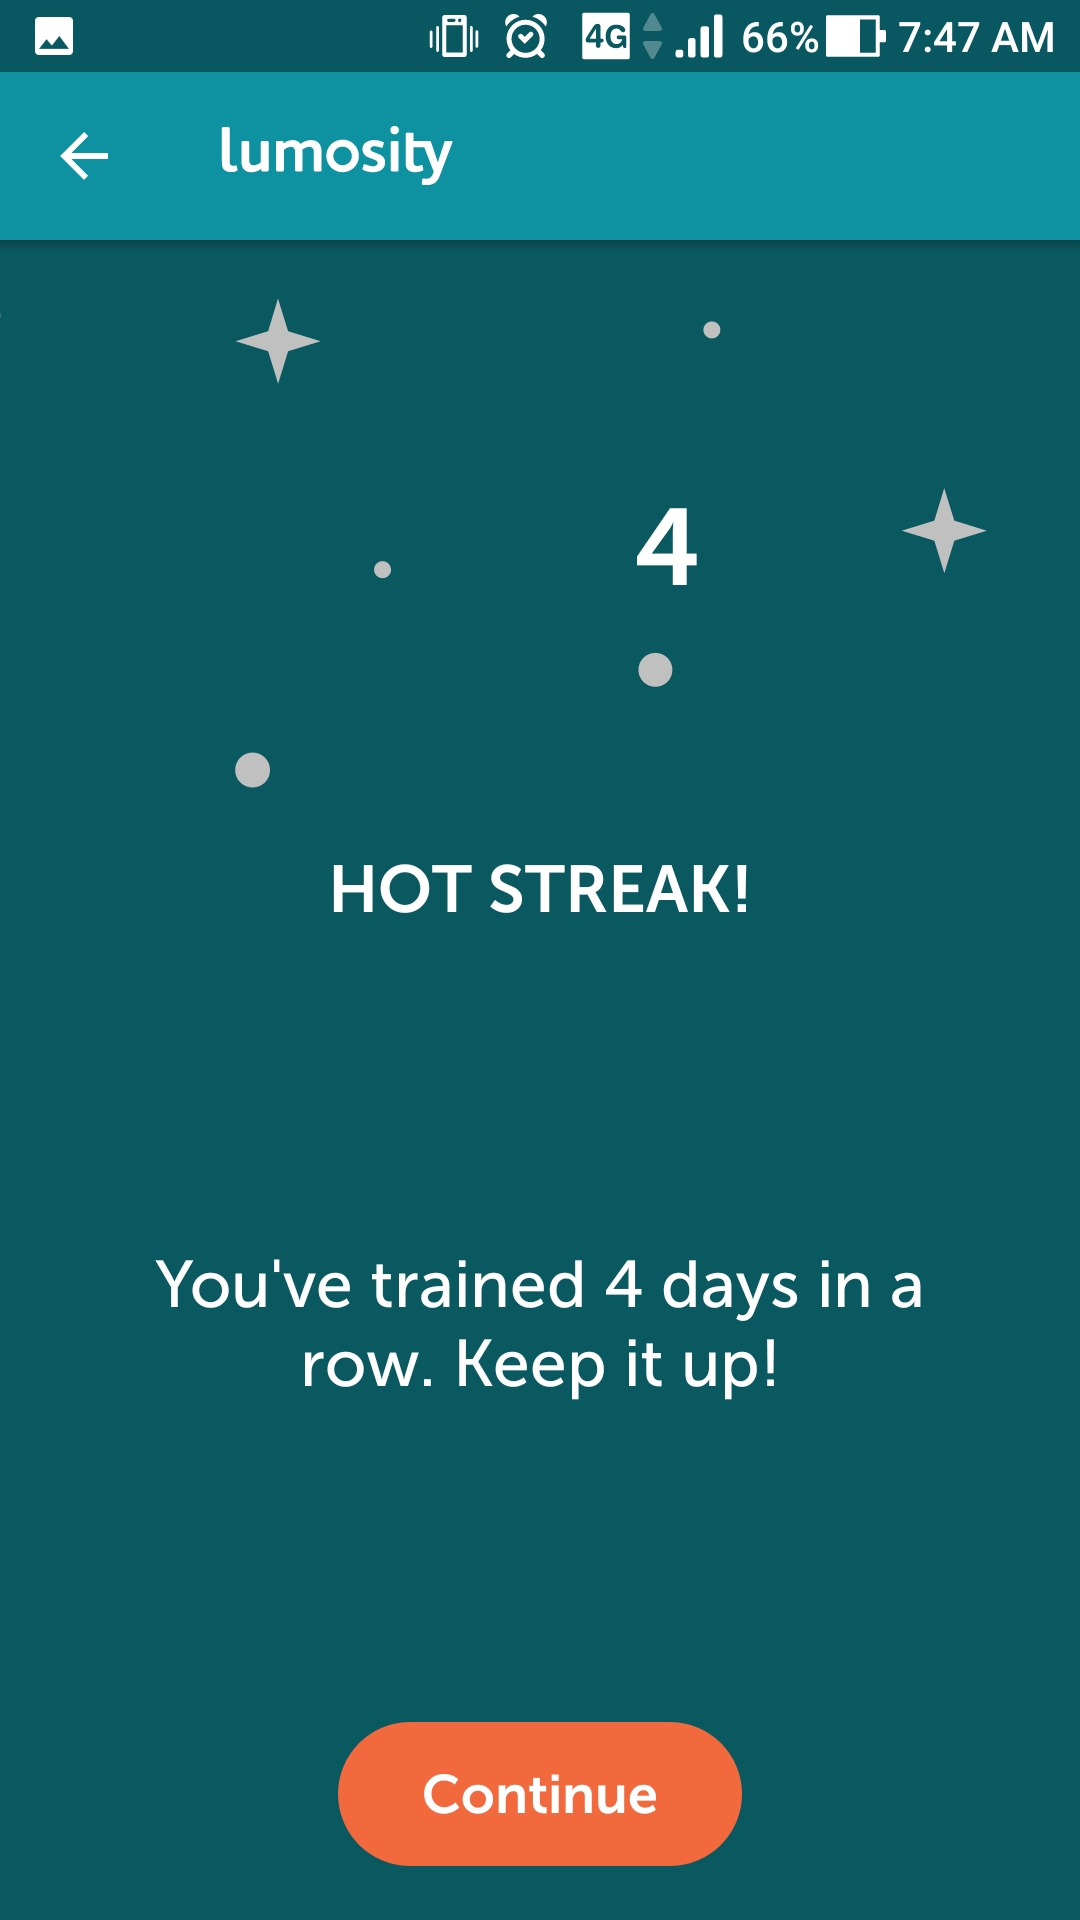 4G 66% 7:47 AM
lumosity
4
HOT STREAK!
You've trained 4 days in a
row. Keep it up!
Continue